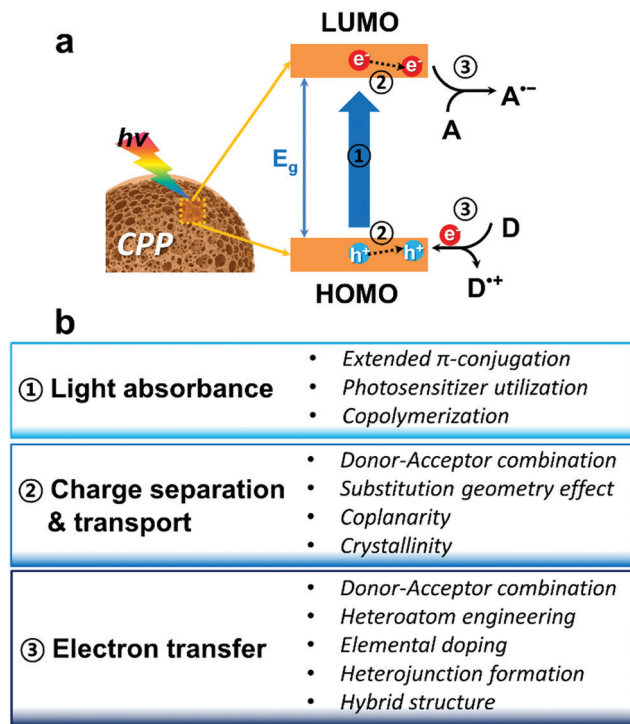 a
LUMO
e⁻ e⁻
②
③
A
A•−
hν
CPP
E_g
①
②
h⁺ h⁺
HOMO
③
e⁻
D
D•+
b
① Light absorbance
• Extended π-conjugation
• Photosensitizer utilization
• Copolymerization
② Charge separation
& transport
• Donor-Acceptor combination
• Substitution geometry effect
• Coplanarity
• Crystallinity
③ Electron transfer
• Donor-Acceptor combination
• Heteroatom engineering
• Elemental doping
• Heterojunction formation
• Hybrid structure